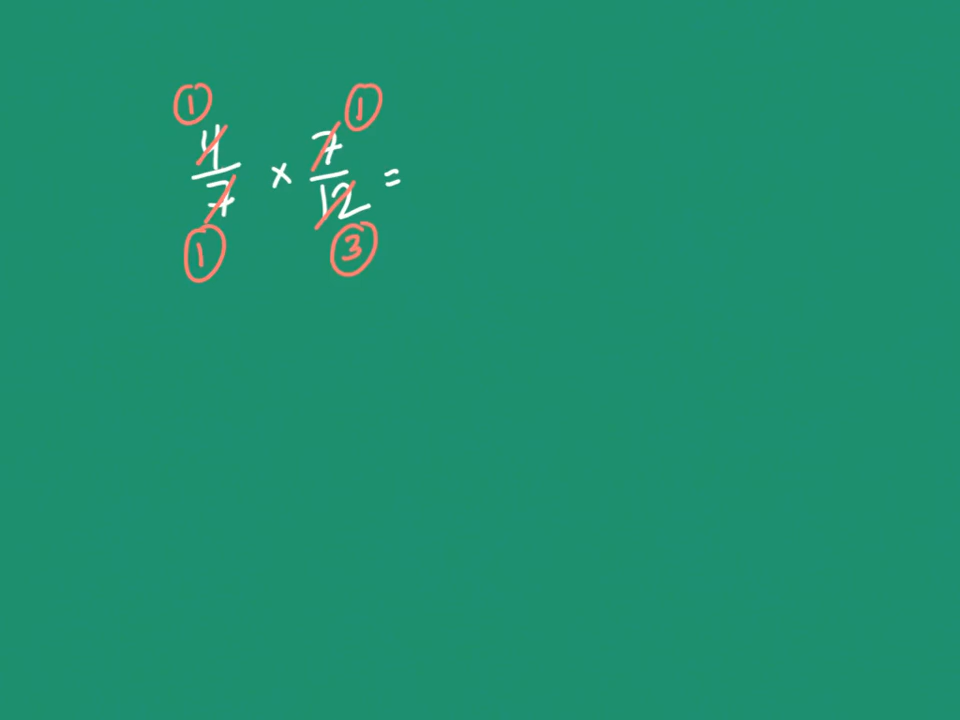 1 1
4/7 × 7/12 =
1 3